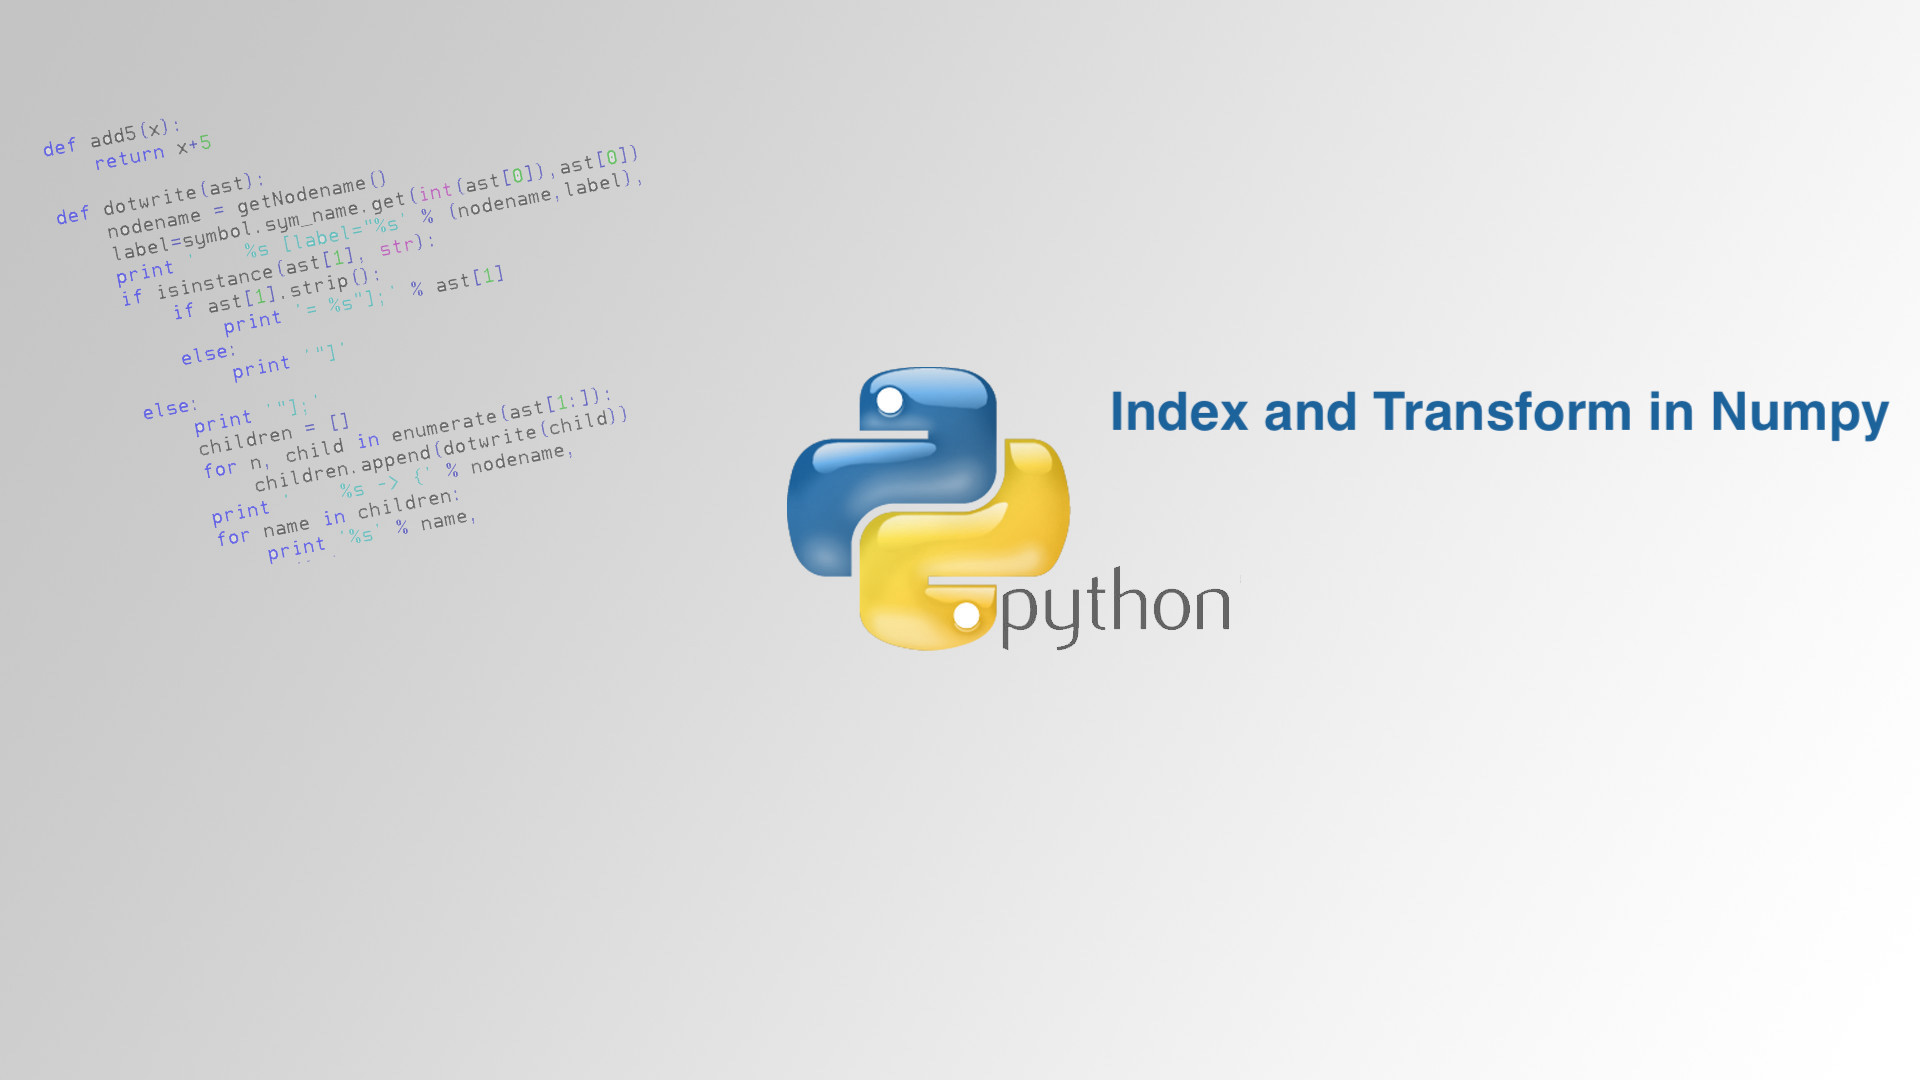 def add5(x):
return x+5
def dotwrite(ast):
nodename = getNodename()
label=symbol.sym_name.get(int(ast[0]),ast[0])
print '    %s [label="%s' % (nodename,label),
if isinstance(ast[1], str):
if ast[1].strip():
print '= %s"];' % ast[1]
else:
print '"]'
else:
print '"];'
children = []
for n, child in enumerate(ast[1:]):
children.append(dotwrite(child))
print '    %s -> {' % nodename,
for name in children:
print '%s' % name,
Index and Transform in Numpy
python